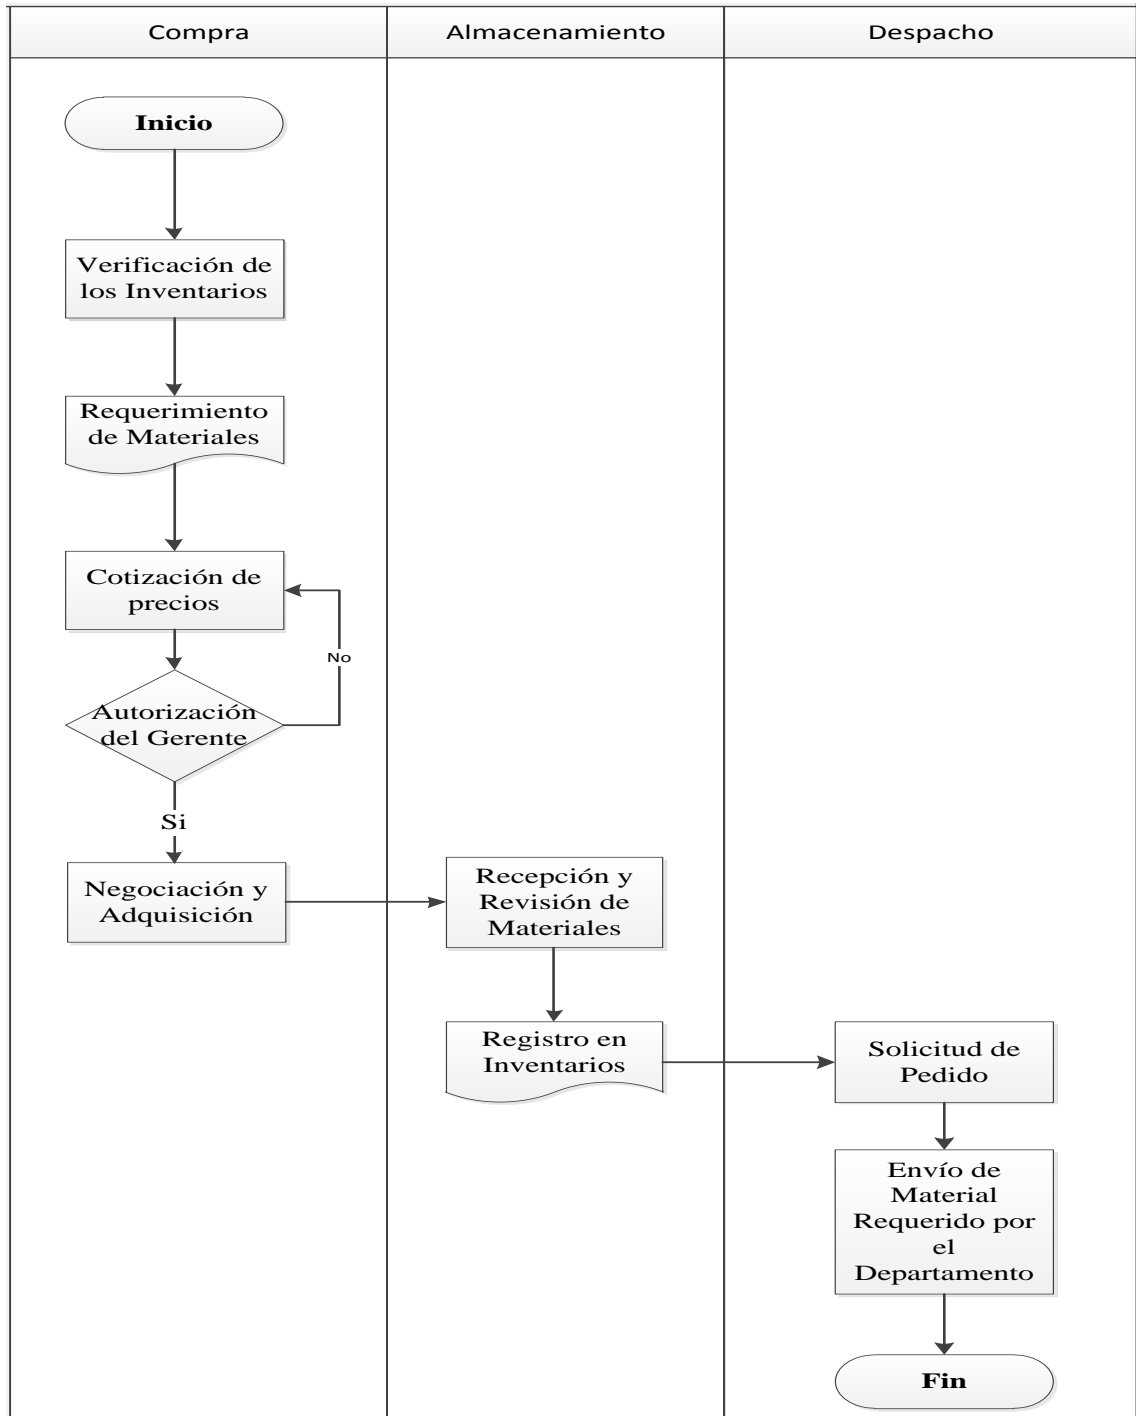 Compra
Almacenamiento
Despacho
Inicio
Verificación de
los Inventarios
Requerimiento
de Materiales
Cotización de
precios
No
Autorización
del Gerente
Si
Negociación y
Adquisición
Recepción y
Revisión de
Materiales
Registro en
Inventarios
Solicitud de
Pedido
Envío de
Material
Requerido por
el
Departamento
Fin